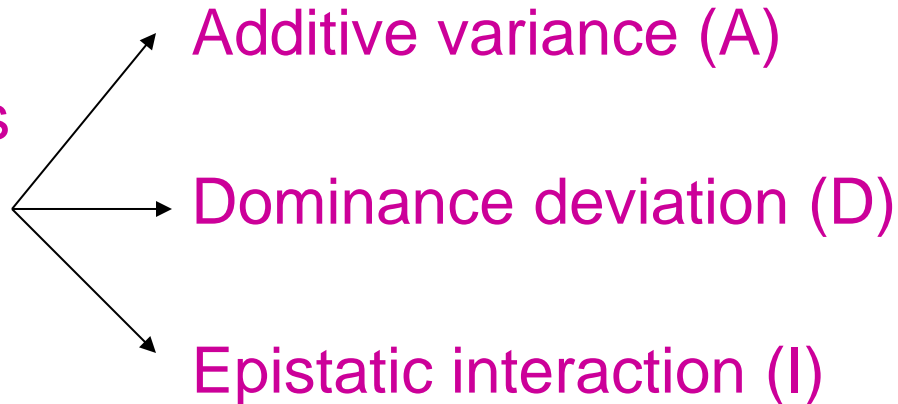 Additive variance (A)
s
Dominance deviation (D)
Epistatic interaction (I)